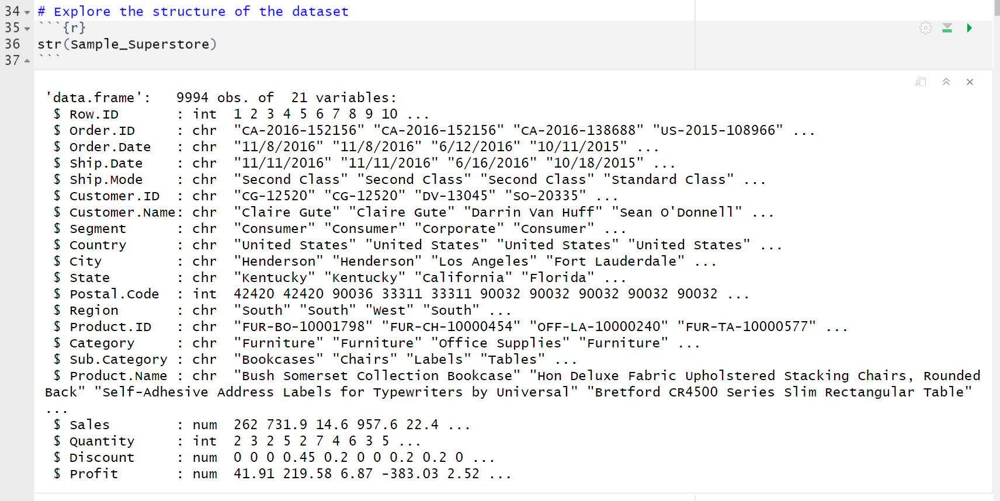 34 # Explore the structure of the dataset
35 ```{r}
36 str(Sample_Superstore)
37 ```
'data.frame':   9994 obs. of  21 variables:
 $ Row.ID       : int  1 2 3 4 5 6 7 8 9 10 ...
 $ Order.ID     : chr  "CA-2016-152156" "CA-2016-152156" "CA-2016-138688" "US-2015-108966" ...
 $ Order.Date   : chr  "11/8/2016" "11/8/2016" "6/12/2016" "10/11/2015" ...
 $ Ship.Date    : chr  "11/11/2016" "11/11/2016" "6/16/2016" "10/18/2015" ...
 $ Ship.Mode    : chr  "Second Class" "Second Class" "Second Class" "Standard Class" ...
 $ Customer.ID  : chr  "CG-12520" "CG-12520" "DV-13045" "SO-20335" ...
 $ Customer.Name: chr  "Claire Gute" "Claire Gute" "Darrin Van Huff" "Sean O'Donnell" ...
 $ Segment      : chr  "Consumer" "Consumer" "Corporate" "Consumer" ...
 $ Country      : chr  "United States" "United States" "United States" "United States" ...
 $ City         : chr  "Henderson" "Henderson" "Los Angeles" "Fort Lauderdale" ...
 $ State        : chr  "Kentucky" "Kentucky" "California" "Florida" ...
 $ Postal.Code  : int  42420 42420 90036 33311 33311 90032 90032 90032 90032 90032 ...
 $ Region       : chr  "South" "South" "West" "South" ...
 $ Product.ID   : chr  "FUR-BO-10001798" "FUR-CH-10000454" "OFF-LA-10000240" "FUR-TA-10000577" ...
 $ Category     : chr  "Furniture" "Furniture" "Office Supplies" "Furniture" ...
 $ Sub.Category : chr  "Bookcases" "Chairs" "Labels" "Tables" ...
 $ Product.Name : chr  "Bush Somerset Collection Bookcase" "Hon Deluxe Fabric Upholstered Stacking Chairs, Rounded
Back" "Self-Adhesive Address Labels for Typewriters by Universal" "Bretford CR4500 Series Slim Rectangular Table"
...
 $ Sales        : num  262 731.9 14.6 957.6 22.4 ...
 $ Quantity     : int  2 3 2 5 2 7 4 6 3 5 ...
 $ Discount     : num  0 0 0 0.45 0.2 0 0 0.2 0.2 0 ...
 $ Profit       : num  41.91 219.58 6.87 -383.03 2.52 ...